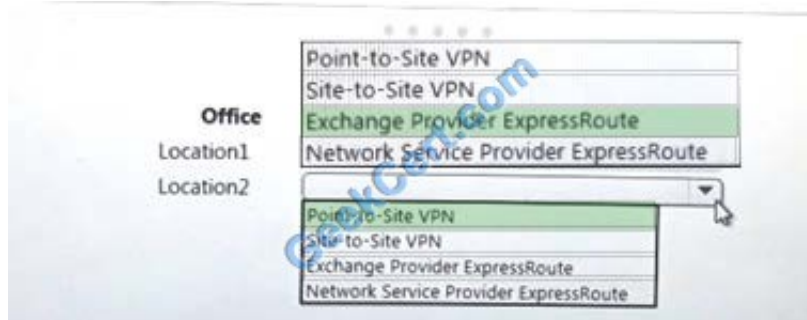 Point-to-Site VPN
Site-to-Site VPN
Office
Exchange Provider ExpressRoute
Location1
Network Service Provider ExpressRoute
Location2
Point-to-Site VPN
Site-to-Site VPN
Exchange Provider ExpressRoute
Network Service Provider ExpressRoute
GeekCert.com